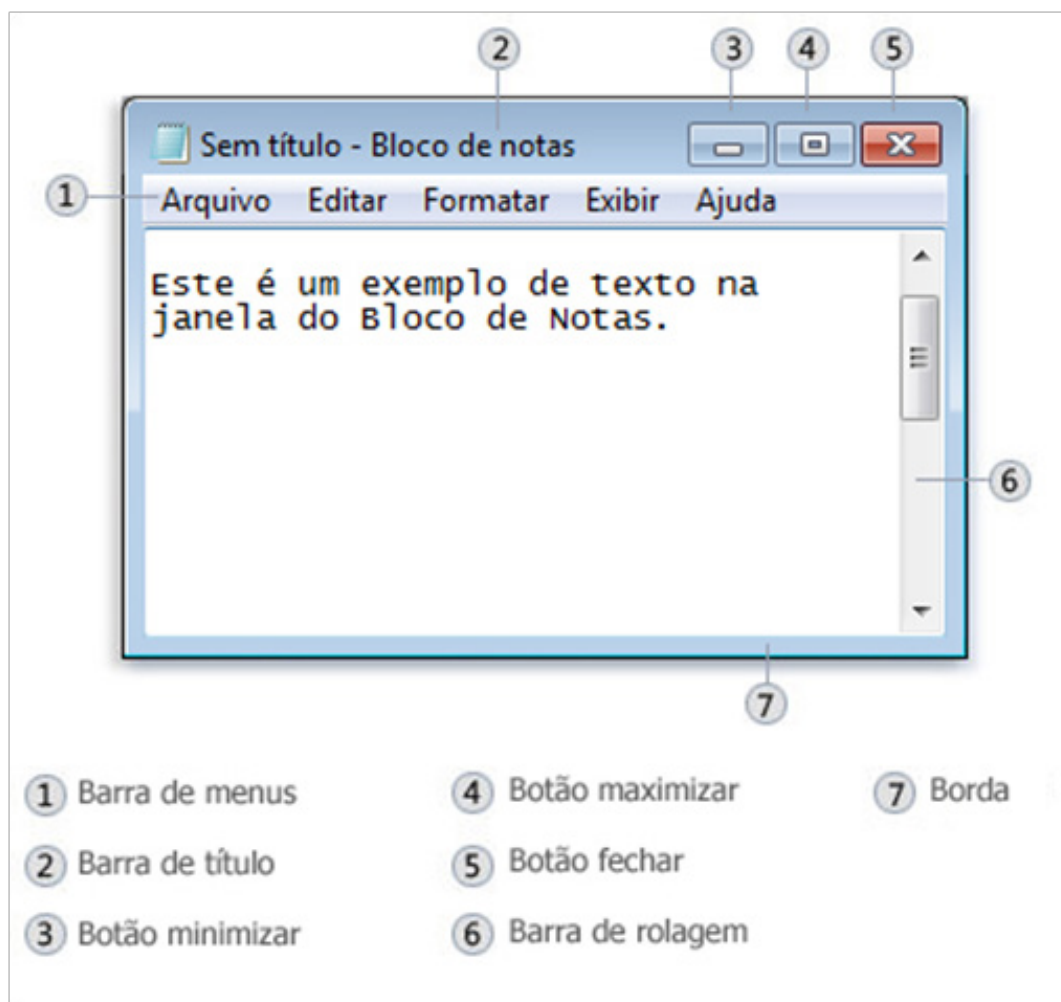 2 3 4 5
Sem título - Bloco de notas
1 Arquivo Editar Formatar Exibir Ajuda
Este é um exemplo de texto na
janela do Bloco de Notas.
6
7
1 Barra de menus
2 Barra de título
3 Botão minimizar
4 Botão maximizar
5 Botão fechar
6 Barra de rolagem
7 Borda